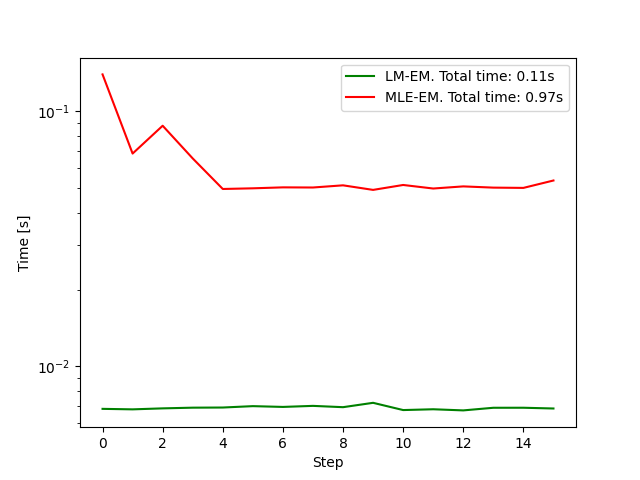 LM-EM. Total time: 0.11s
MLE-EM. Total time: 0.97s
10⁻¹
10⁻²
Time [s]
0 2 4 6 8 10 12 14
Step